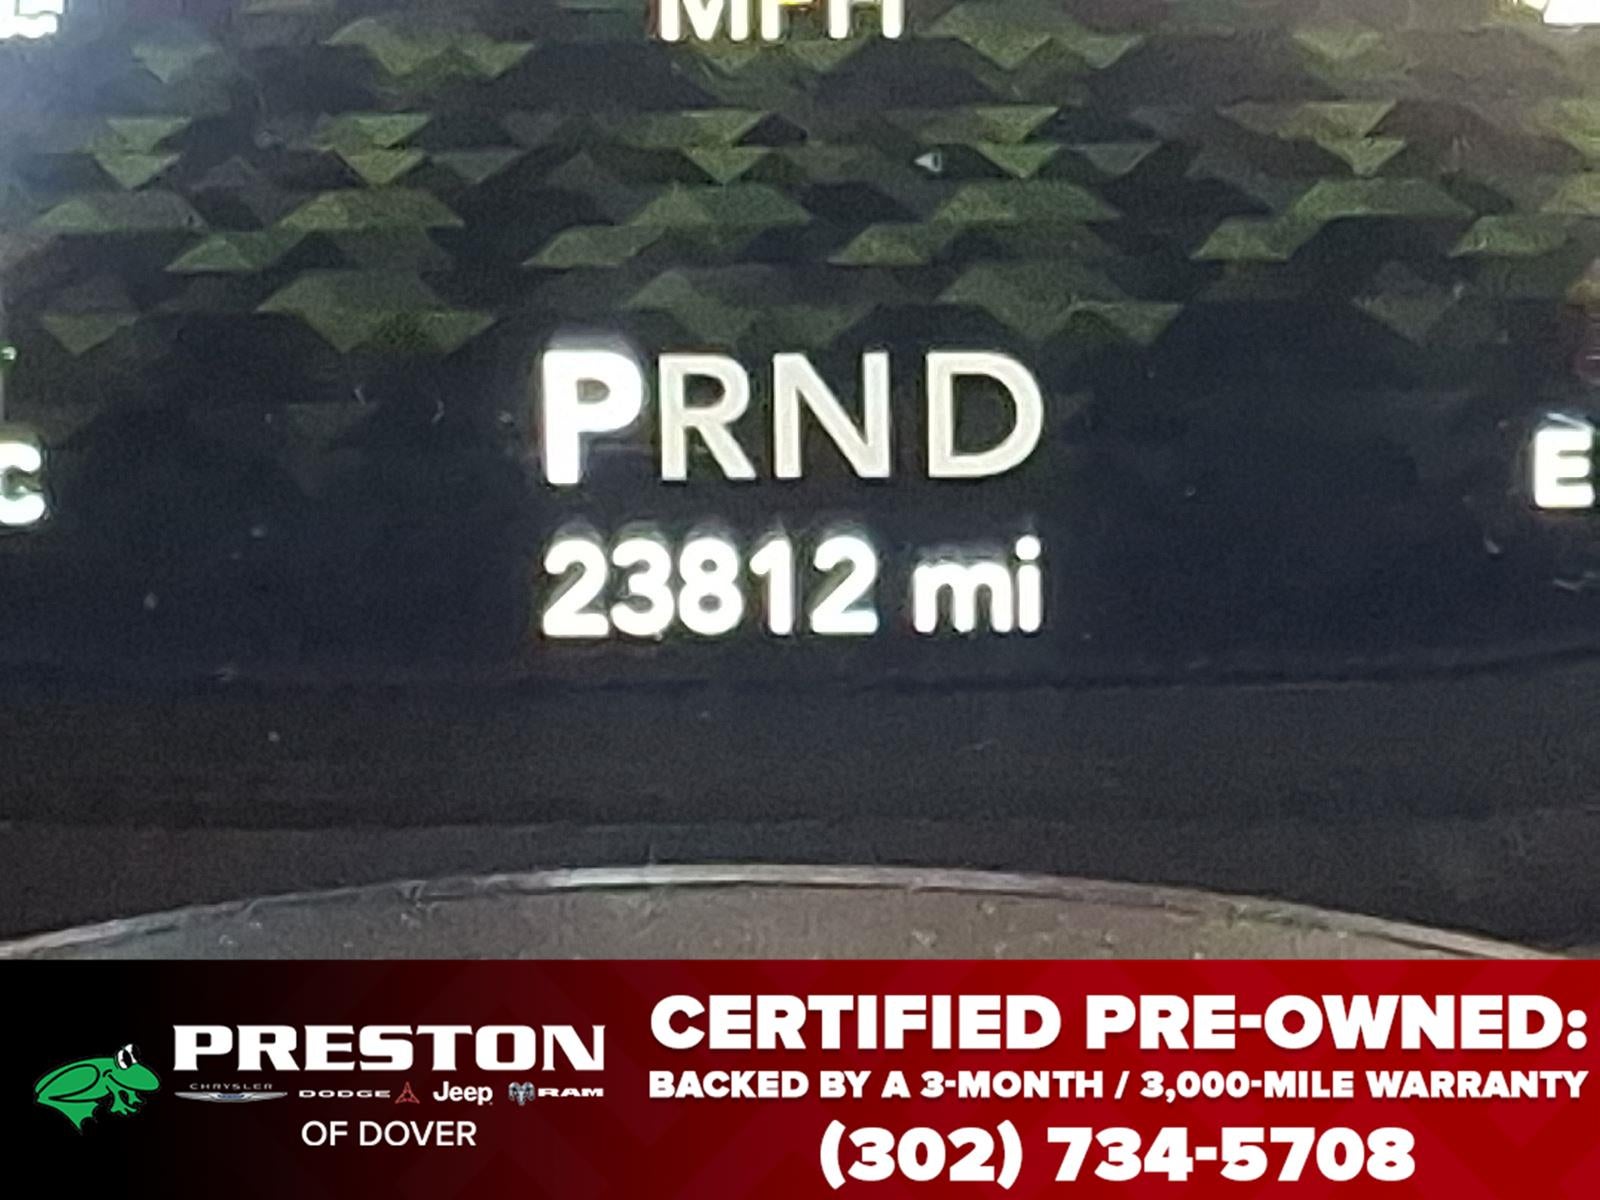 MPH
PRND
C
E
23812 mi
PRESTON
CHRYSLER DODGE Jeep RAM
OF DOVER
CERTIFIED PRE-OWNED:
BACKED BY A 3-MONTH / 3,000-MILE WARRANTY
(302) 734-5708